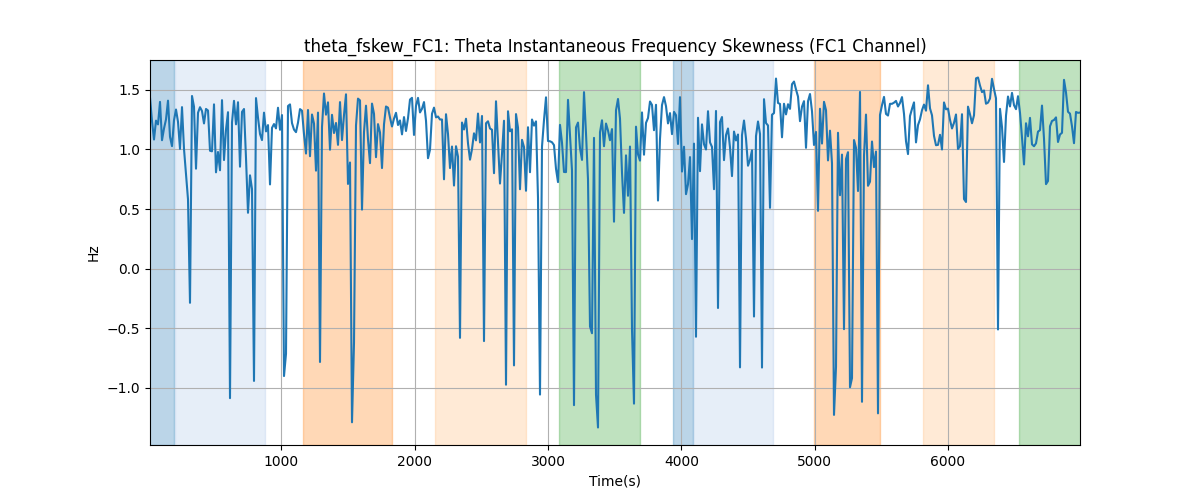 theta_fskew_FC1: Theta Instantaneous Frequency Skewness (FC1 Channel)
1.5
1.0
0.5
0.0
−0.5
−1.0
Hz
1000 2000 3000 4000 5000 6000
Time(s)